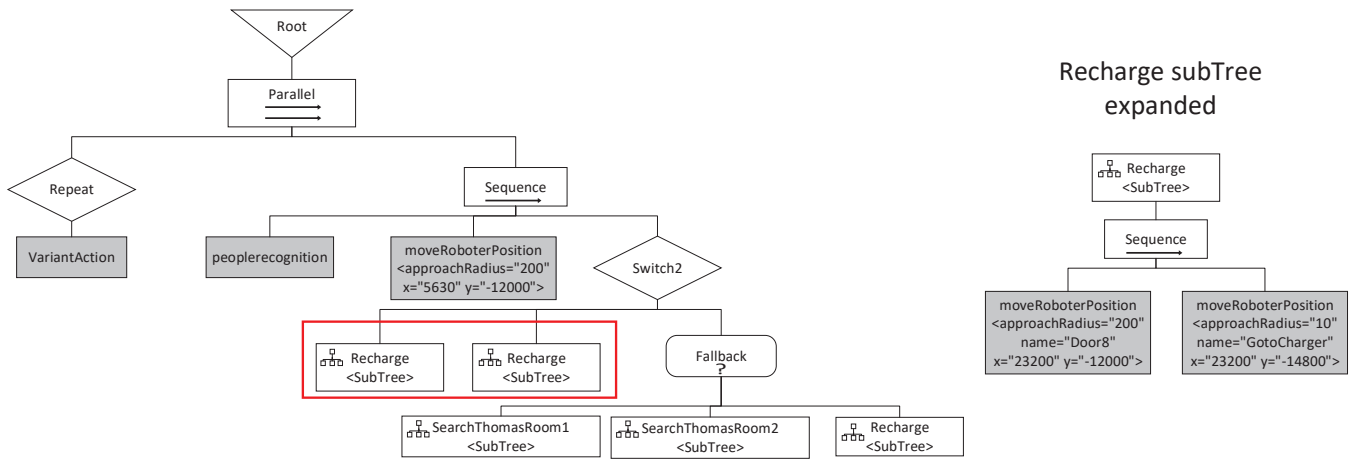 Root
Parallel
Repeat
Sequence
VariantAction
peoplerecognition
moveRoboterPosition
<approachRadius="200"
x="5630" y="-12000">
Switch2
Recharge
<SubTree>
Recharge
<SubTree>
Fallback
?
SearchThomasRoom1
<SubTree>
SearchThomasRoom2
<SubTree>
Recharge
<SubTree>
Recharge subTree
expanded
Recharge
<SubTree>
Sequence
moveRoboterPosition
<approachRadius="200"
name="Door8"
x="23200" y="-12000">
moveRoboterPosition
<approachRadius="10"
name="GotoCharger"
x="23200" y="-14800">